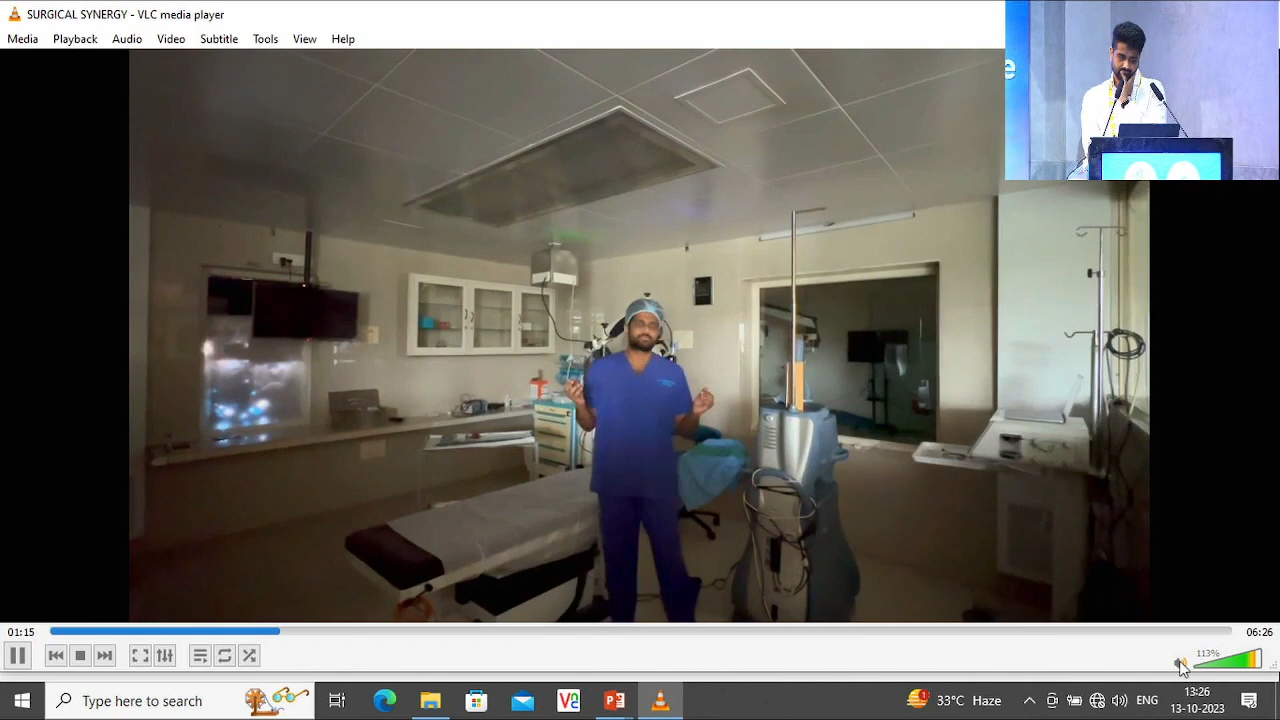 SURGICAL SYNERGY - VLC media player
Media Playback Audio Video Subtitle Tools View Help
e
01:15
06:26
113%
Type here to search
1
33°C Haze
ENG
13:26
13-10-2023